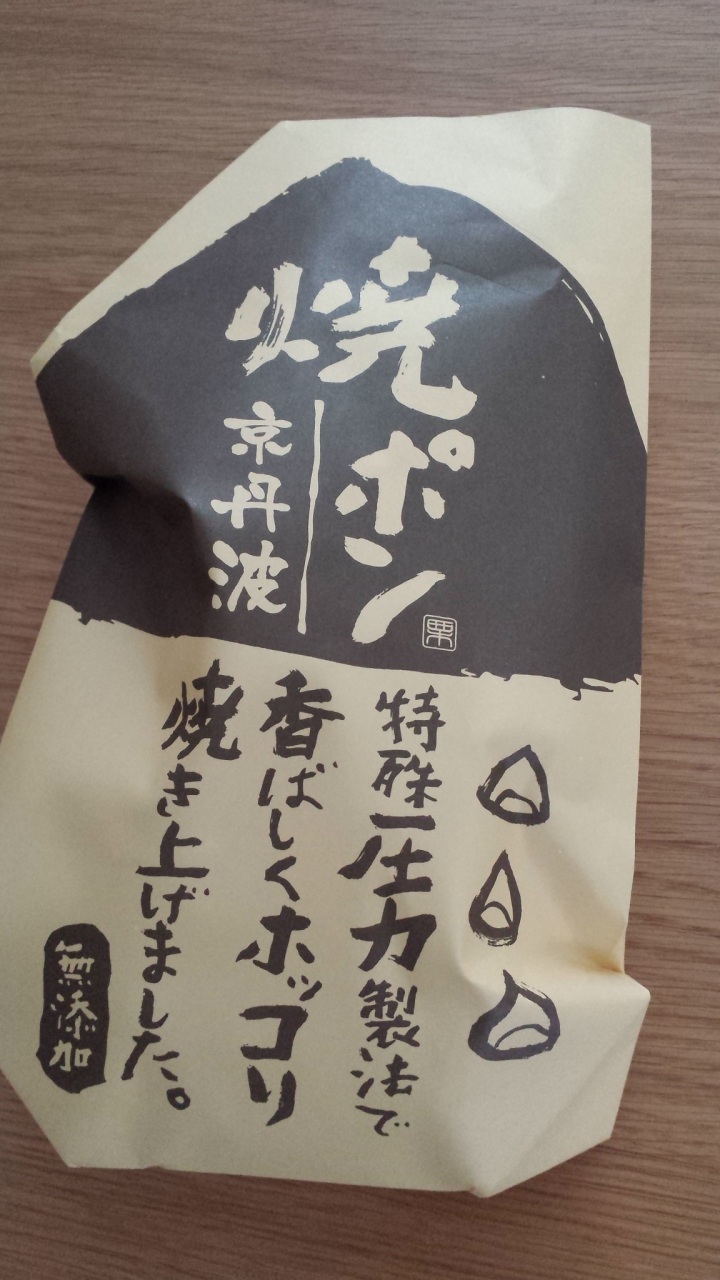 焼ポン
栗
京丹波
特殊圧力製法で
香ばしくホッコリ
焼き上げました。
無添加